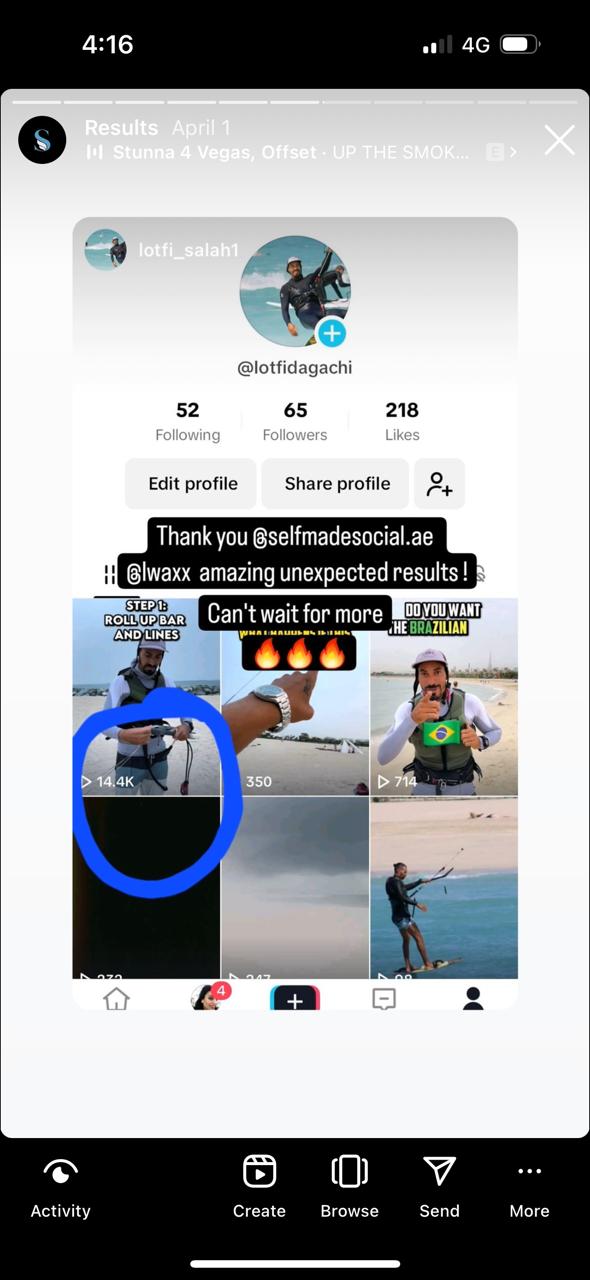 4:16
4G
Results April 1
Stunna 4 Vegas, Offset · UP THE SMOK... E
lotfi_salah1
@lotfidagachi
52 65 218
Following Followers Likes
Edit profile Share profile
Thank you @selfmadesocial.ae
@lwaxx amazing unexpected results !
Can't wait for more
🔥🔥🔥
STEP 1:
ROLL UP BAR
AND LINES
DO YOU WANT
THE BRAZILIAN
14.4K 350 714
232 247 98
4
Activity Create Browse Send More